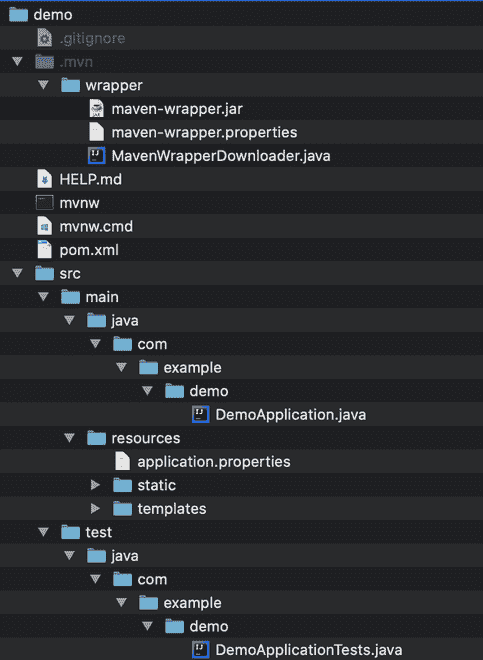 demo
.gitignore
.mvn
wrapper
maven-wrapper.jar
maven-wrapper.properties
MavenWrapperDownloader.java
HELP.md
mvnw
mvnw.cmd
pom.xml
src
main
java
com
example
demo
DemoApplication.java
resources
application.properties
static
templates
test
java
com
example
demo
DemoApplicationTests.java